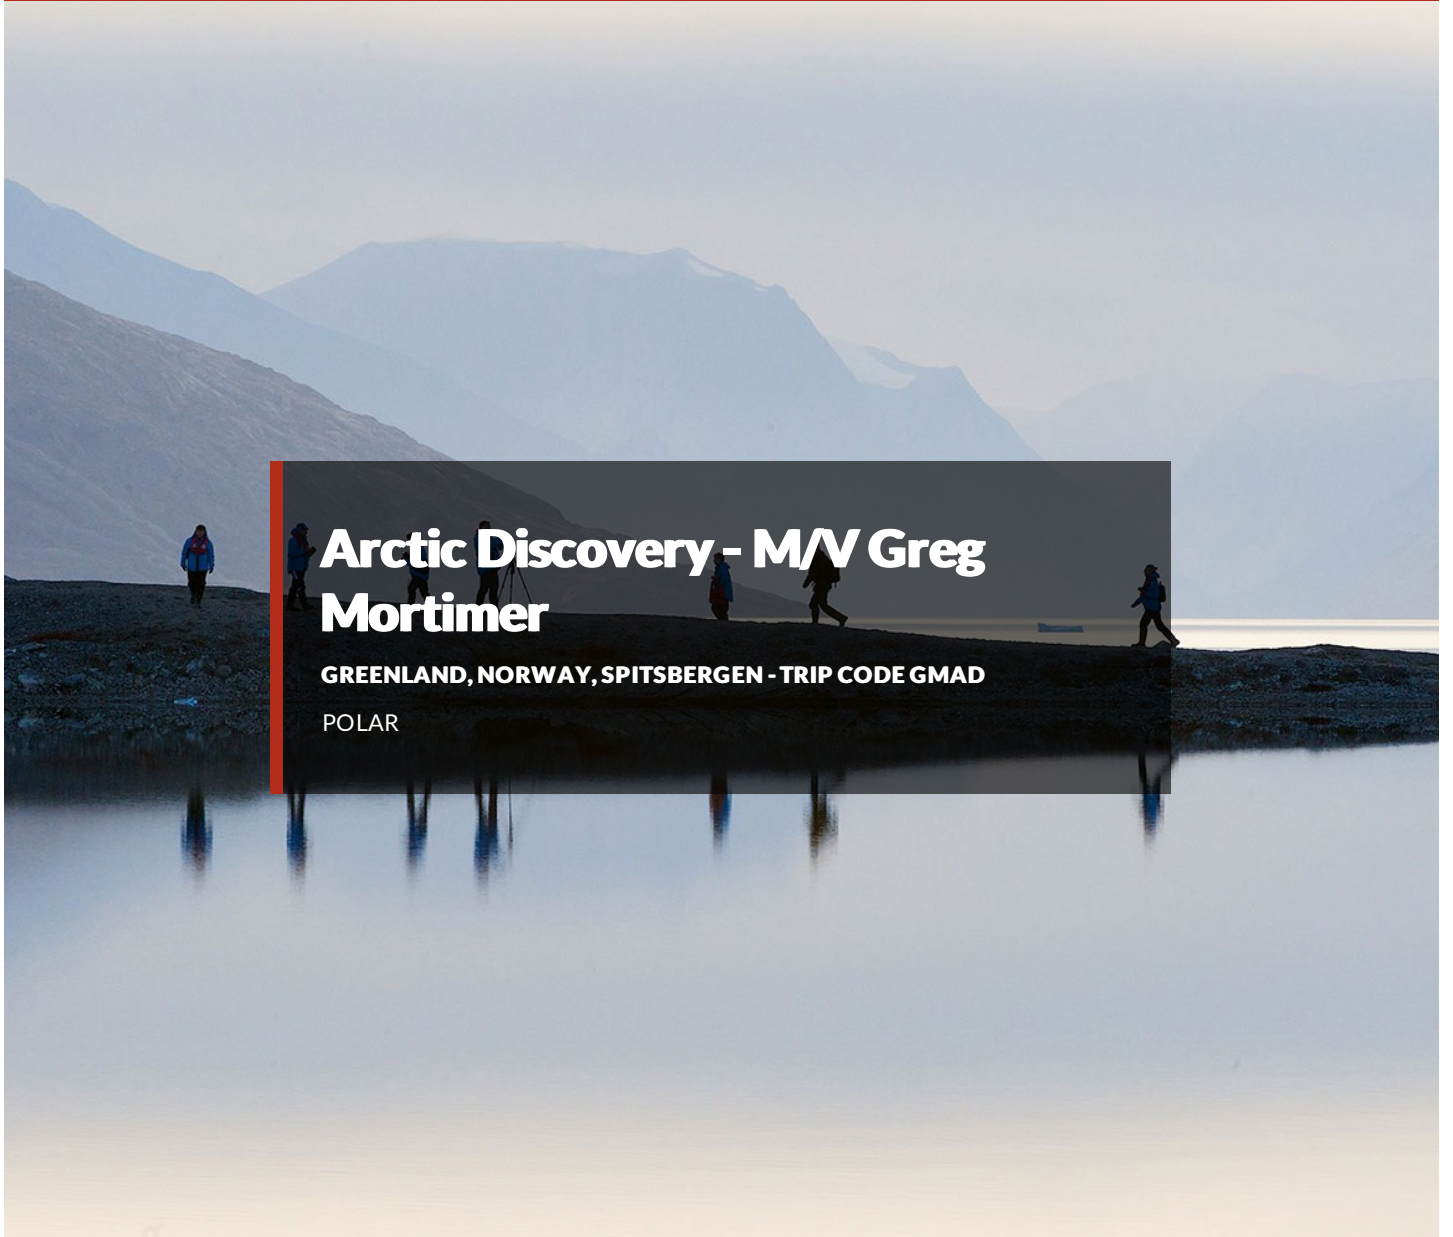 Arctic Discovery - M/V Greg
Mortimer
GREENLAND, NORWAY, SPITSBERGEN - TRIP CODE GMAD
POLAR